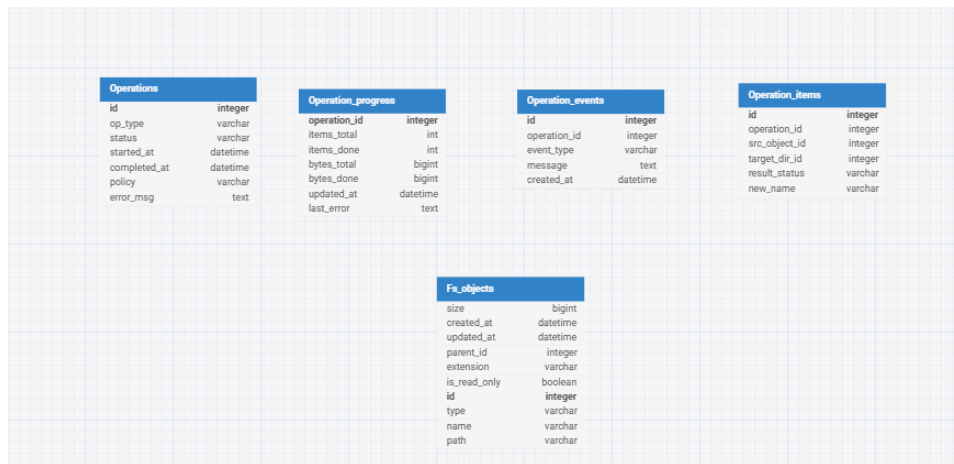 Operations
id integer
op_type varchar
status varchar
started_at datetime
completed_at datetime
policy varchar
error_msg text
Operation_progress
operation_id integer
items_total int
items_done int
bytes_total bigint
bytes_done bigint
updated_at datetime
last_error text
Operation_events
id integer
operation_id integer
event_type varchar
message text
created_at datetime
Operation_items
id integer
operation_id integer
src_object_id integer
target_dir_id integer
result_status varchar
new_name varchar
Fs_objects
size bigint
created_at datetime
updated_at datetime
parent_id integer
extension varchar
is_read_only boolean
id integer
type varchar
name varchar
path varchar